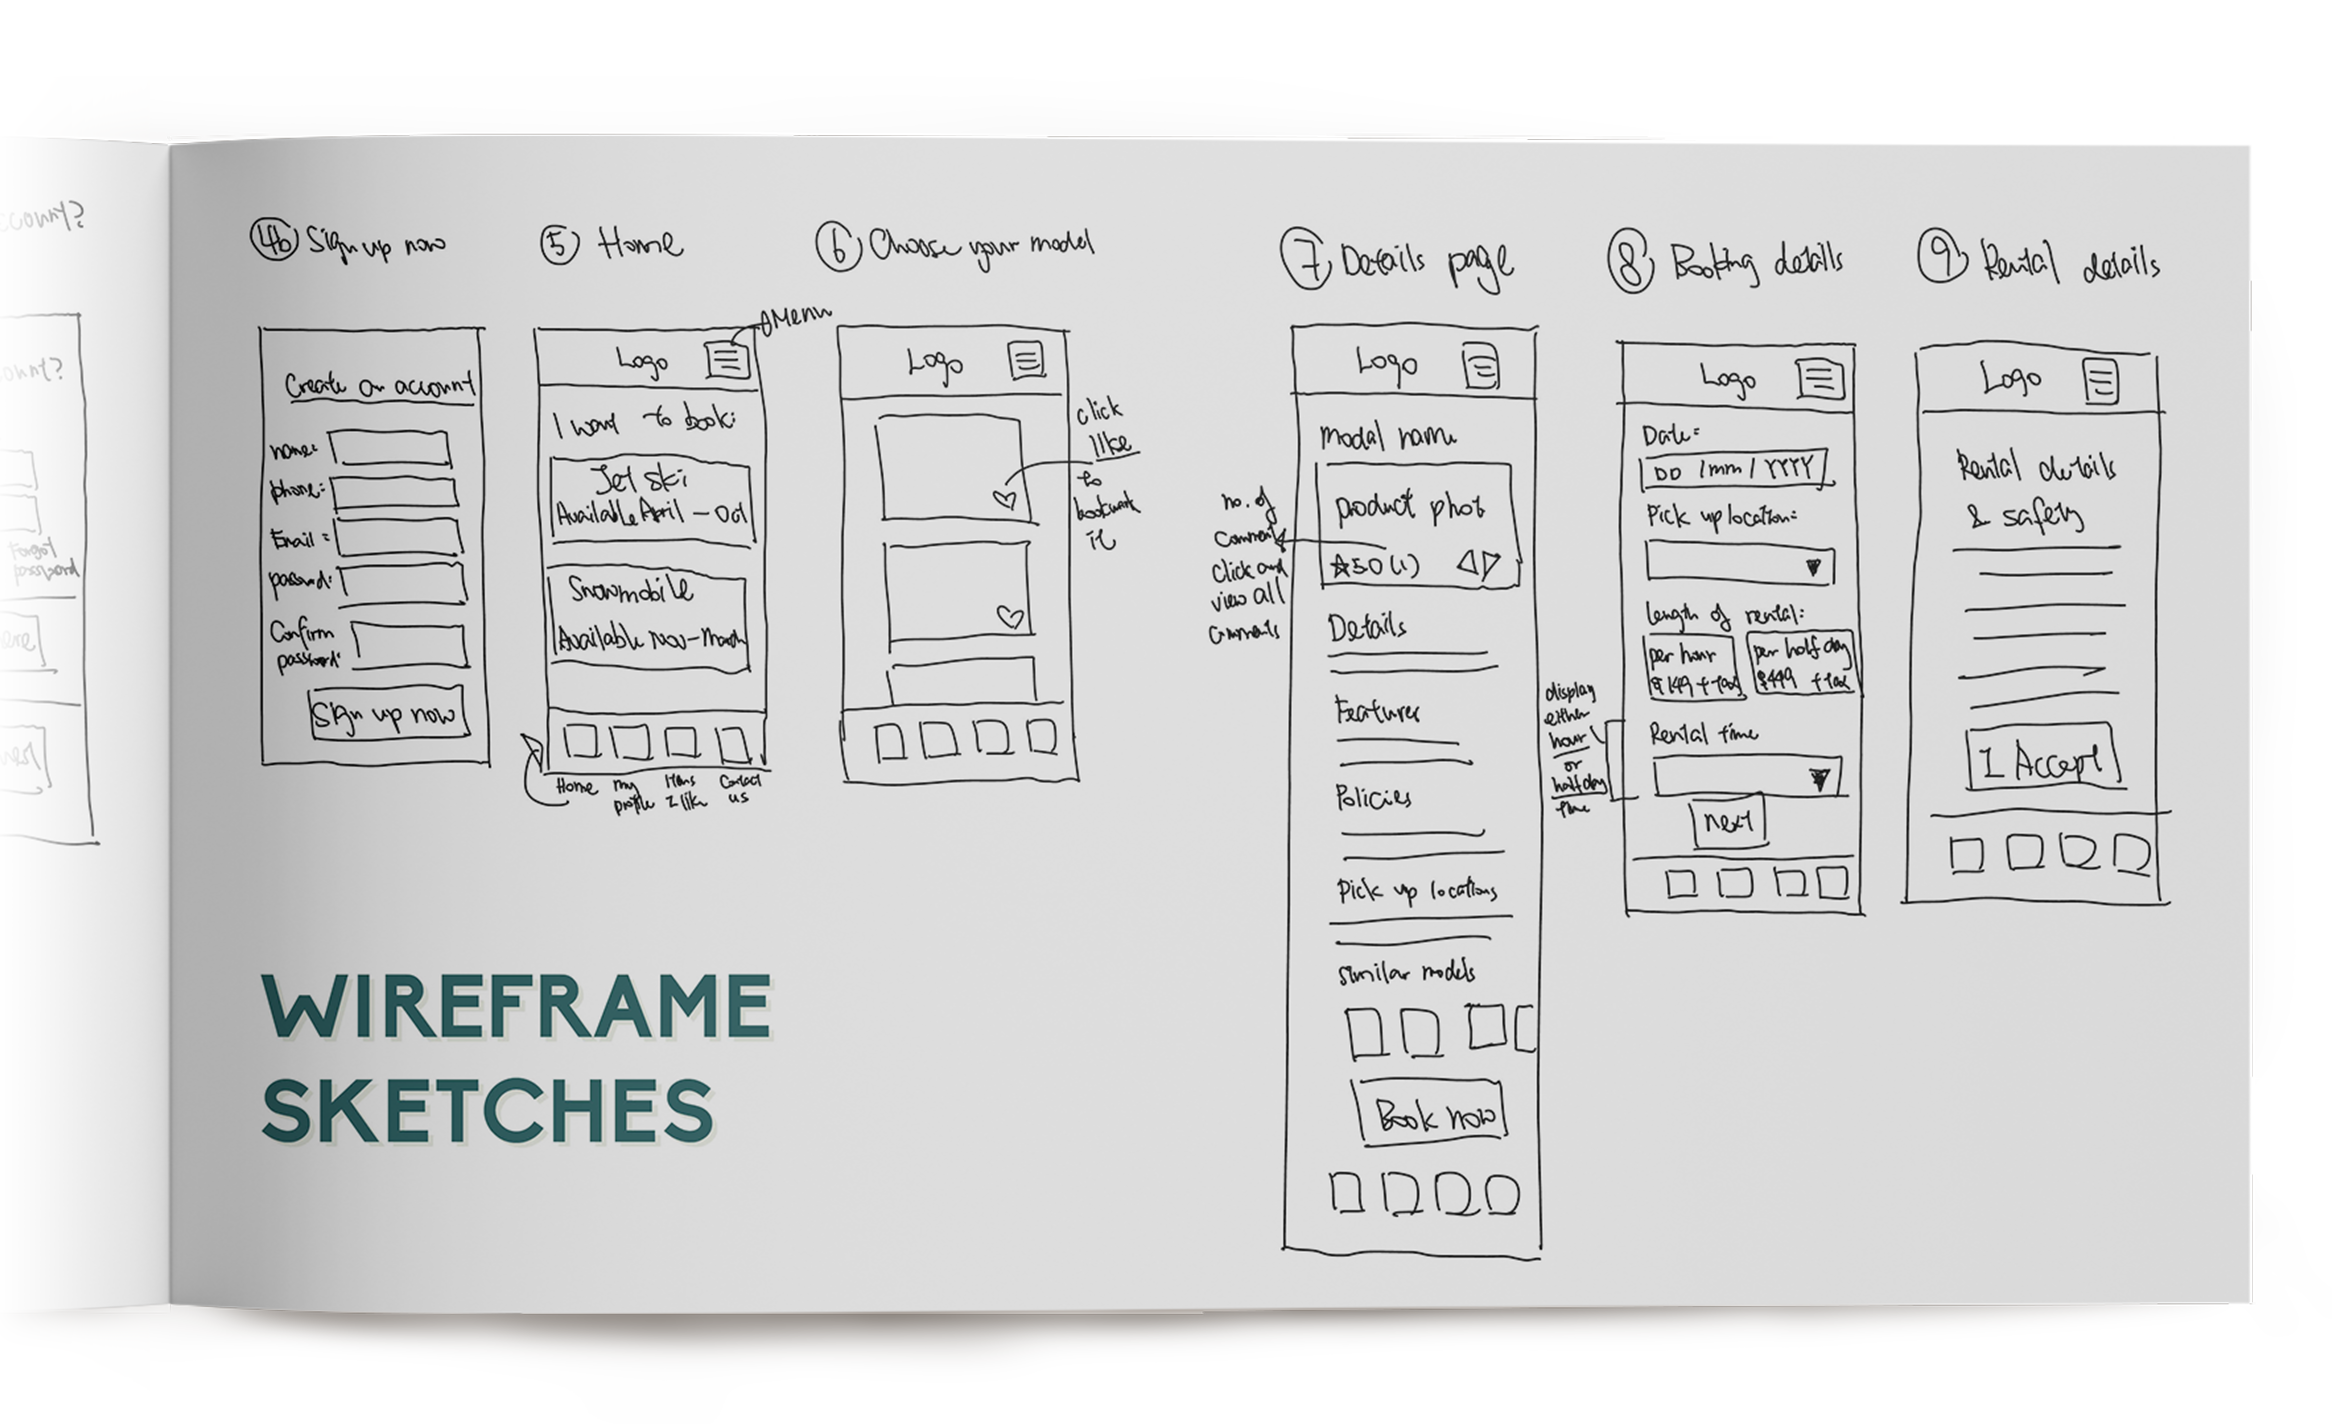 4b Sign up now
Create an account
name:
phone:
Email:
password:
Confirm
password:
Sign up now
5 Home
Menu
Logo
I want to book:
Jet Ski
Available April - Oct
Snowmobile
Available Nov-March
Home
my
profile
Items
I like
Contact
us
6 Choose your model
Logo
click
like
to
bookmark
it
7 Details page
Logo
modal name
product phot
☆5.0 (1)
no. of
comments
click and
view all
comments
Details
Features
Policies
Pick up locations
similar models
Book now
8 Booking details
Logo
Date:
DD / mm / YYYY
Pick up location:
length of rental:
per hour
$149 + tax
per half day
$449 + tax
display
either
hour
or
half day
time
Rental time
next
9 Rental details
Logo
Rental details
& safety
I Accept
WIREFRAME
SKETCHES
ount?
ount?
Forgot
password